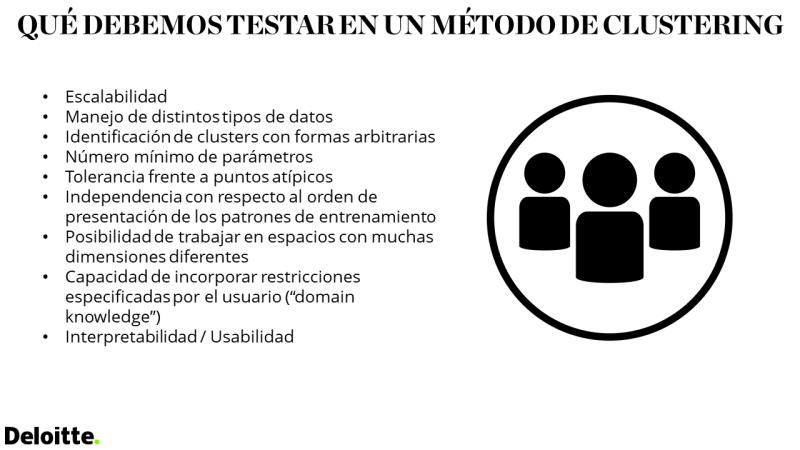 QUÉ DEBEMOS TESTAR EN UN MÉTODO DE CLUSTERING
• Escalabilidad
• Manejo de distintos tipos de datos
• Identificación de clusters con formas arbitrarias
• Número mínimo de parámetros
• Tolerancia frente a puntos atípicos
• Independencia con respecto al orden de
presentación de los patrones de entrenamiento
• Posibilidad de trabajar en espacios con muchas
dimensiones diferentes
• Capacidad de incorporar restricciones
especificadas por el usuario (“domain
knowledge”)
• Interpretabilidad / Usabilidad
Deloitte.